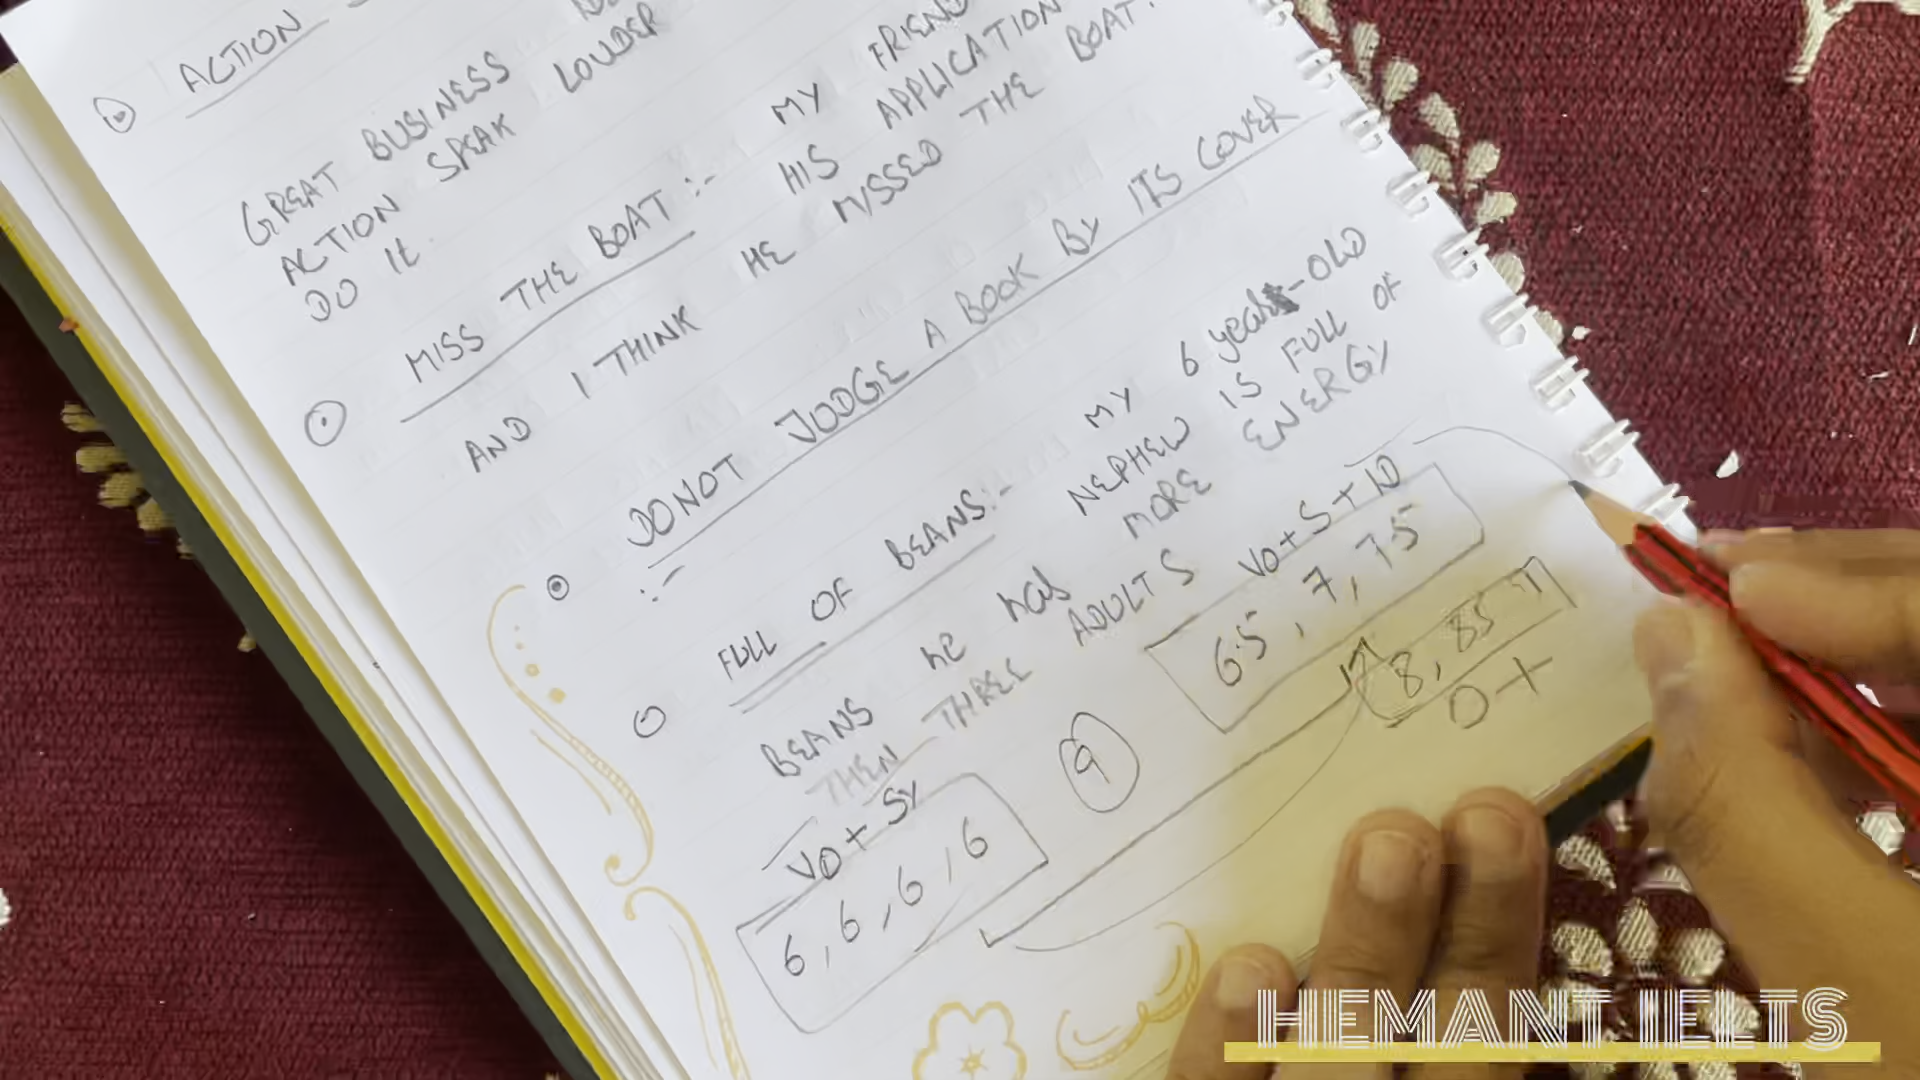 ACTION
GREAT BUSINESS
ACTION SPEAK LOUDER
DO It.
MISS THE BOAT :- MY FRIEND
HIS APPLICATION
AND I THINK HE MISSED THE BOAT.
DONOT JUDGE A BOOK BY ITS COVER
:-
FULL OF BEANS :- MY 6 year-OLD
NEPHEW IS FULL OF
BEANS he has MORE ENERGY
THEN THREE ADULTS
VO + S + ID
6.5, 7, 7.5
8, 8.5
VO + SY
9
6, 6, 6, 6
HEMANT IELTS